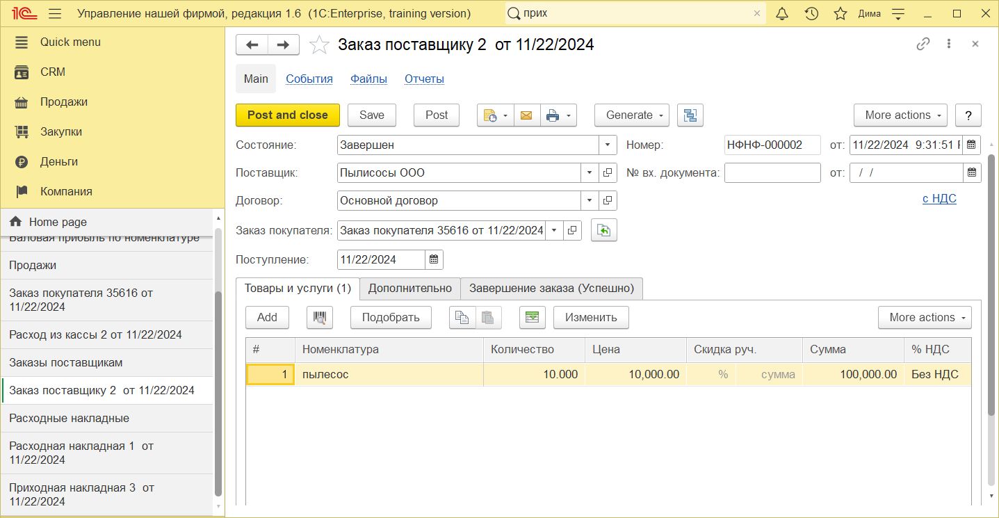 1С Управление нашей фирмой, редакция 1.6 (1C:Enterprise, training version) прих Дима
Quick menu
CRM
Продажи
Закупки
Деньги
Компания
Home page
Валовая прибыль по номенклатуре
Продажи
Заказ покупателя 35616 от
11/22/2024
Расход из кассы 2 от 11/22/2024
Заказы поставщикам
Заказ поставщику 2 от 11/22/2024
Расходные накладные
Расходная накладная 1 от
11/22/2024
Приходная накладная 3 от
11/22/2024
Заказ поставщику 2 от 11/22/2024
Main События Файлы Отчеты
Post and close Save Post Generate More actions ?
Состояние: Завершен Номер: НФНФ-000002 от: 11/22/2024 9:31:51
Поставщик: Пылисосы ООО № вх. документа: от: / /
Договор: Основной договор с НДС
Заказ покупателя: Заказ покупателя 35616 от 11/22/2024
Поступление: 11/22/2024
Товары и услуги (1) Дополнительно Завершение заказа (Успешно)
Add Подобрать Изменить More actions
# Номенклатура Количество Цена Скидка руч. Сумма % НДС
1 пылесос 10.000 10,000.00 % сумма 100,000.00 Без НДС